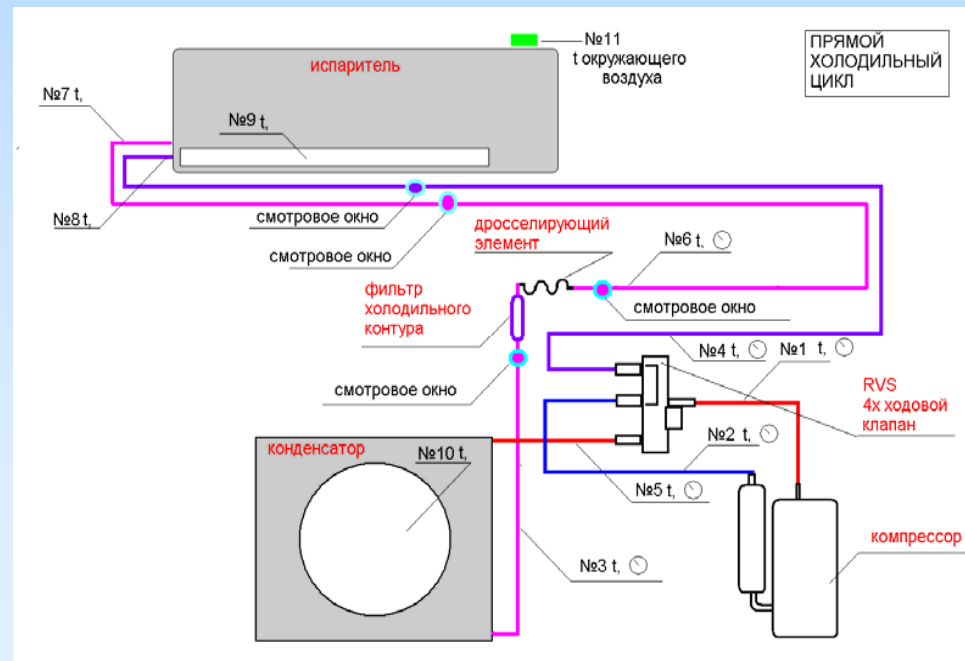 №11
t окружающего
воздуха
ПРЯМОЙ
ХОЛОДИЛЬНЫЙ
ЦИКЛ
испаритель
№7 t,
№9 t,
№8 t,
смотровое окно
смотровое окно
дросселирующий
элемент
№6 t,
фильтр
холодильного
контура
смотровое окно
№4 t,
№1 t,
смотровое окно
RVS
4х ходовой
клапан
конденсатор
№10 t,
№2 t,
№5 t,
компрессор
№3 t,